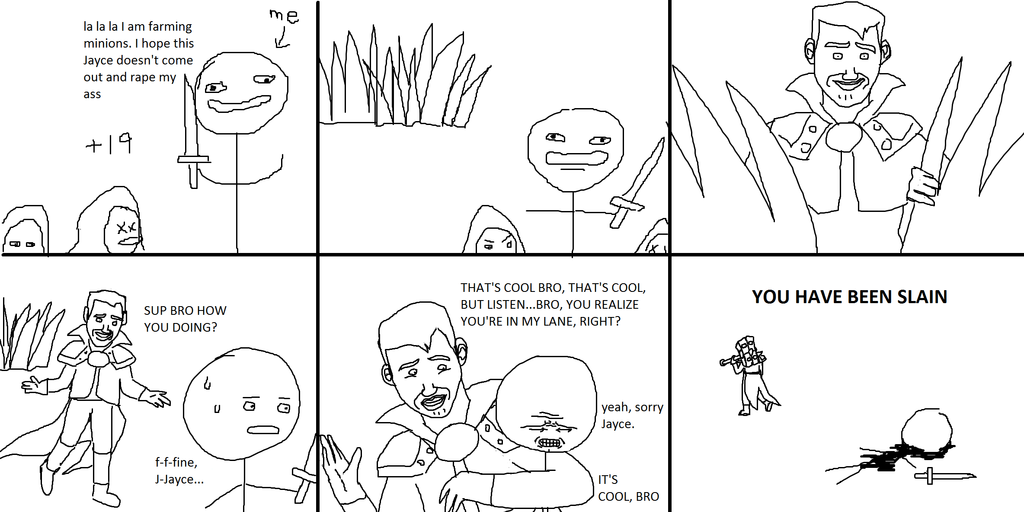 me
la la la I am farming
minions. I hope this
Jayce doesn't come
out and rape my
ass
+19
SUP BRO HOW
YOU DOING?
f-f-fine,
J-Jayce...
THAT'S COOL BRO, THAT'S COOL,
BUT LISTEN...BRO, YOU REALIZE
YOU'RE IN MY LANE, RIGHT?
yeah, sorry
Jayce.
IT'S
COOL, BRO
YOU HAVE BEEN SLAIN